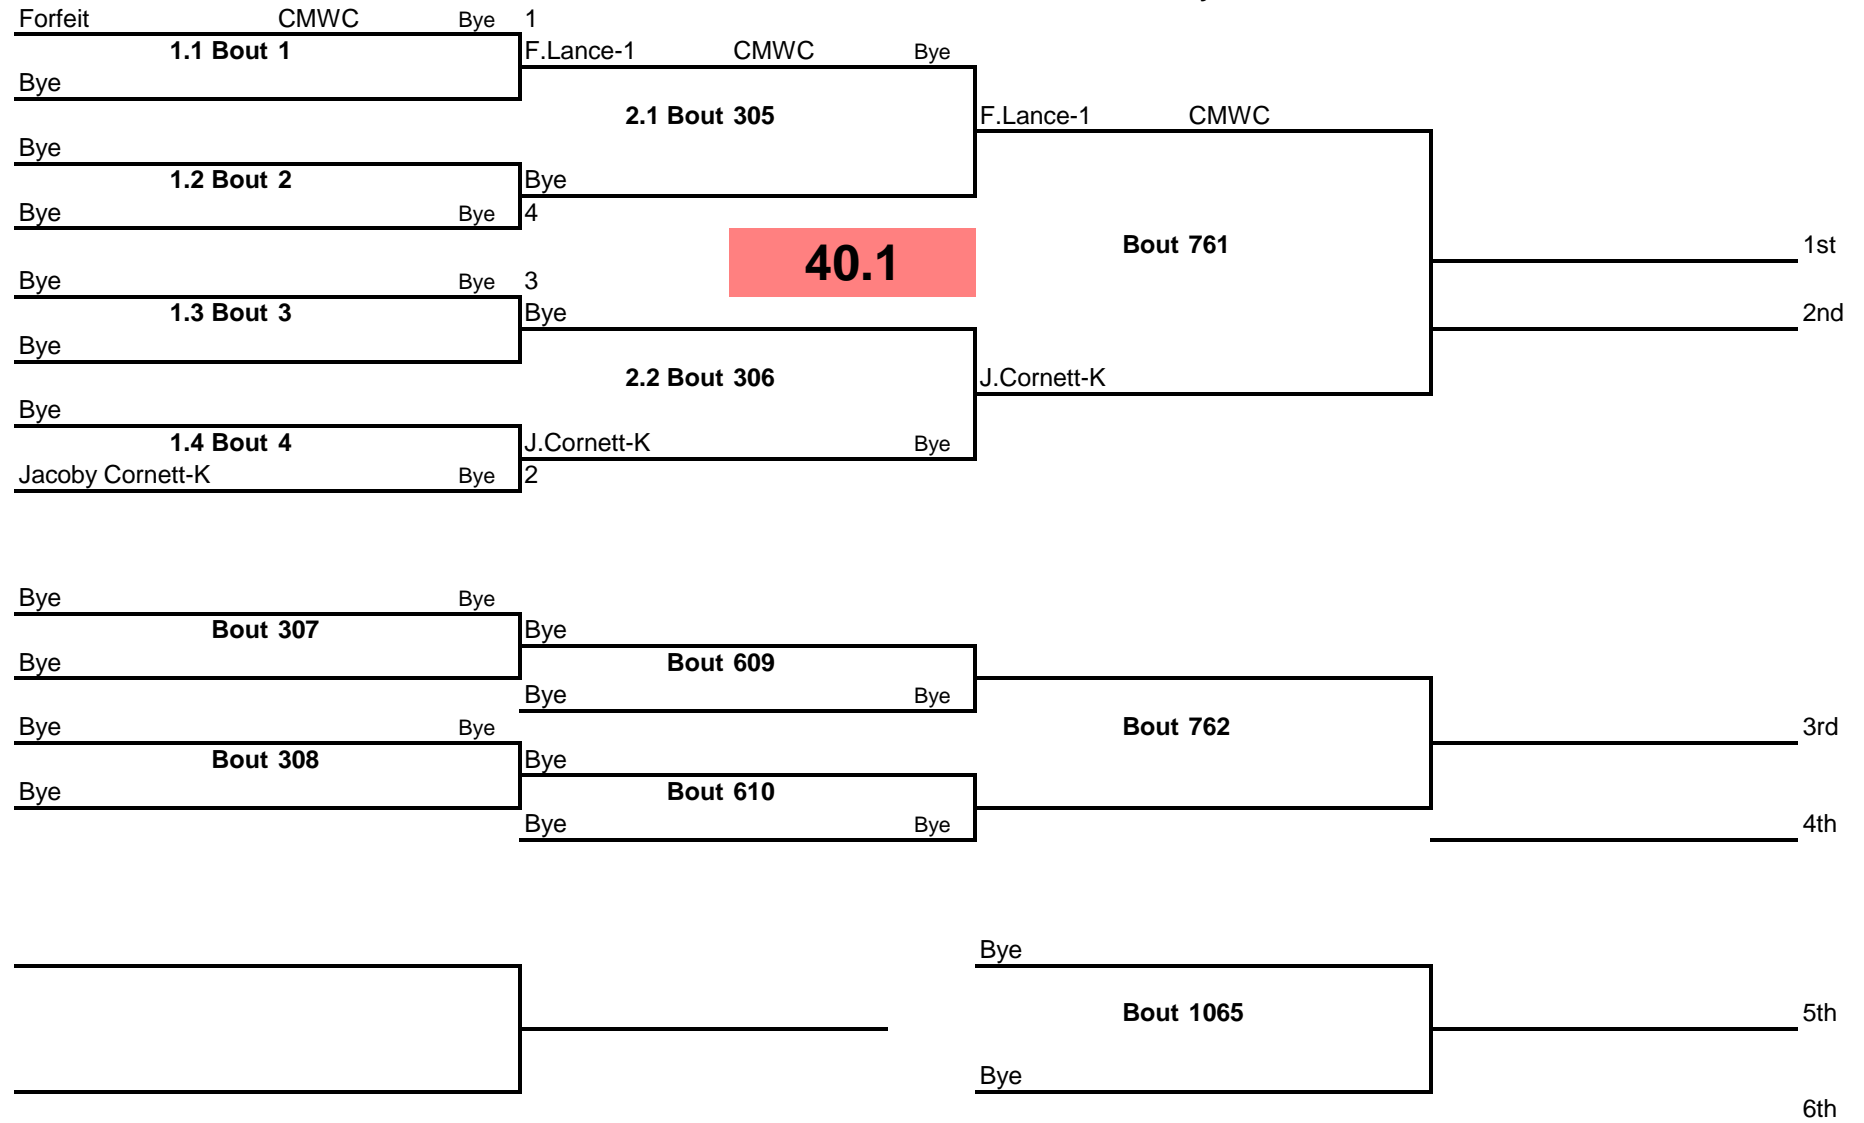 Forfeit CMWC Bye 1
1.1 Bout 1 F.Lance-1 CMWC Bye
Bye
2.1 Bout 305 F.Lance-1 CMWC
Bye
1.2 Bout 2 Bye
Bye Bye 4
40.1 Bout 761 1st
Bye Bye 3
1.3 Bout 3 Bye 2nd
Bye
2.2 Bout 306 J.Cornett-K
Bye
1.4 Bout 4 J.Cornett-K Bye
Jacoby Cornett-K Bye 2
Bye Bye
Bout 307 Bye
Bye Bout 609
Bye Bye
Bye Bye Bout 762 3rd
Bout 308 Bye
Bye Bout 610
Bye Bye 4th
Bye
Bout 1065 5th
Bye
6th